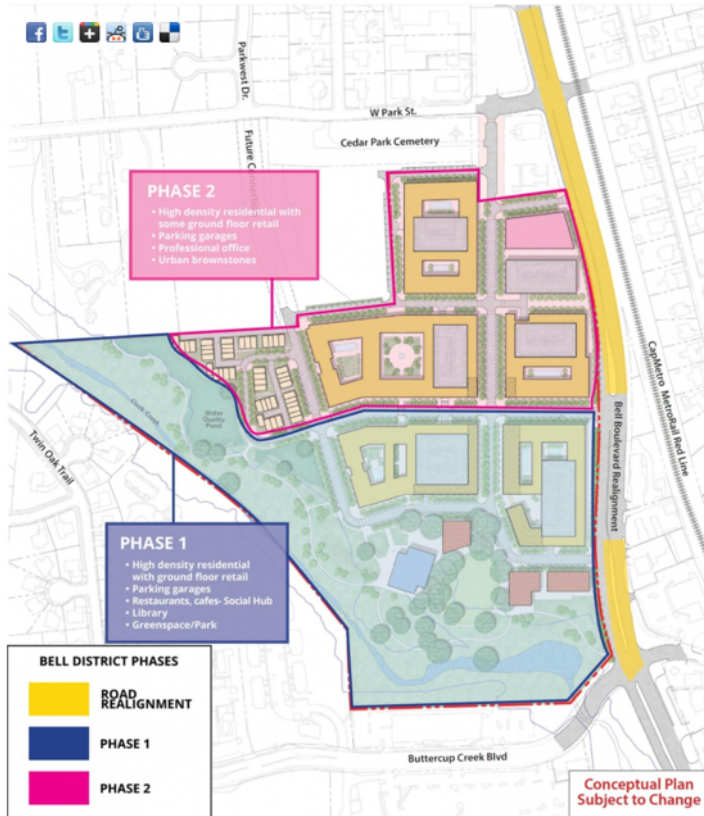 Parkwest Dr.
W Park St.
Cedar Park Cemetery
PHASE 2
• High density residential with
some ground floor retail
• Parking garages
• Professional office
• Urban brownstones
CapMetro MetroRail Red Line
Bell Boulevard Realignment
Water
Quality
Pond
Twin Oak Trail
PHASE 1
• High density residential
with ground floor retail
• Parking garages
• Restaurants, cafes- Social Hub
• Library
• Greenspace/Park
BELL DISTRICT PHASES
ROAD
REALIGNMENT
PHASE 1
PHASE 2
Buttercup Creek Blvd
Conceptual Plan
Subject to Change